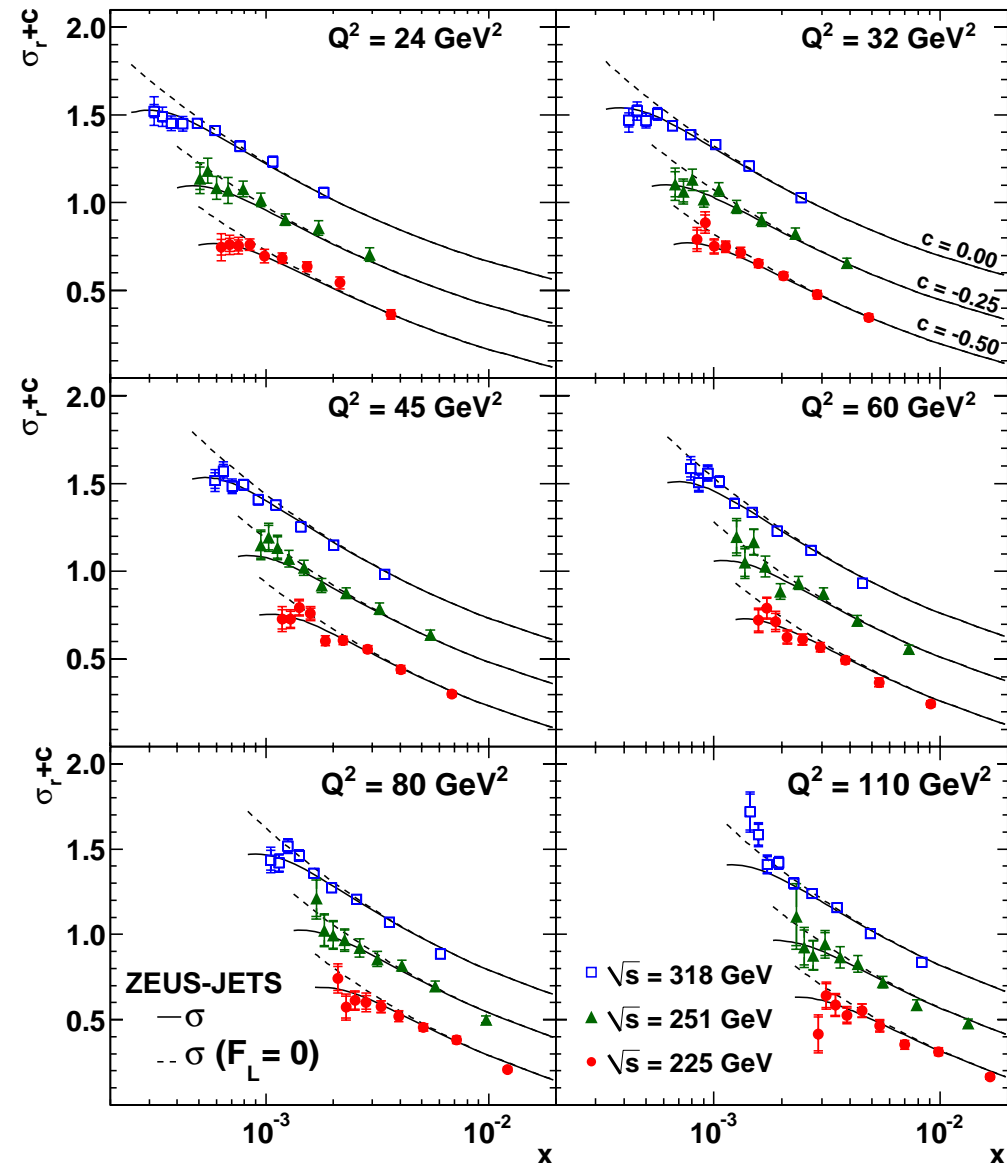 σr+c
2.0
1.5
1.0
0.5
Q² = 24 GeV²
Q² = 32 GeV²
c = 0.00
c = -0.25
c = -0.50
σr+c
2.0
1.5
1.0
0.5
Q² = 45 GeV²
Q² = 60 GeV²
σr+c
2.0
1.5
1.0
0.5
Q² = 80 GeV²
Q² = 110 GeV²
ZEUS-JETS
σ
σ (F_L = 0)
√s = 318 GeV
√s = 251 GeV
√s = 225 GeV
10⁻³
10⁻²
x
10⁻³
10⁻²
x